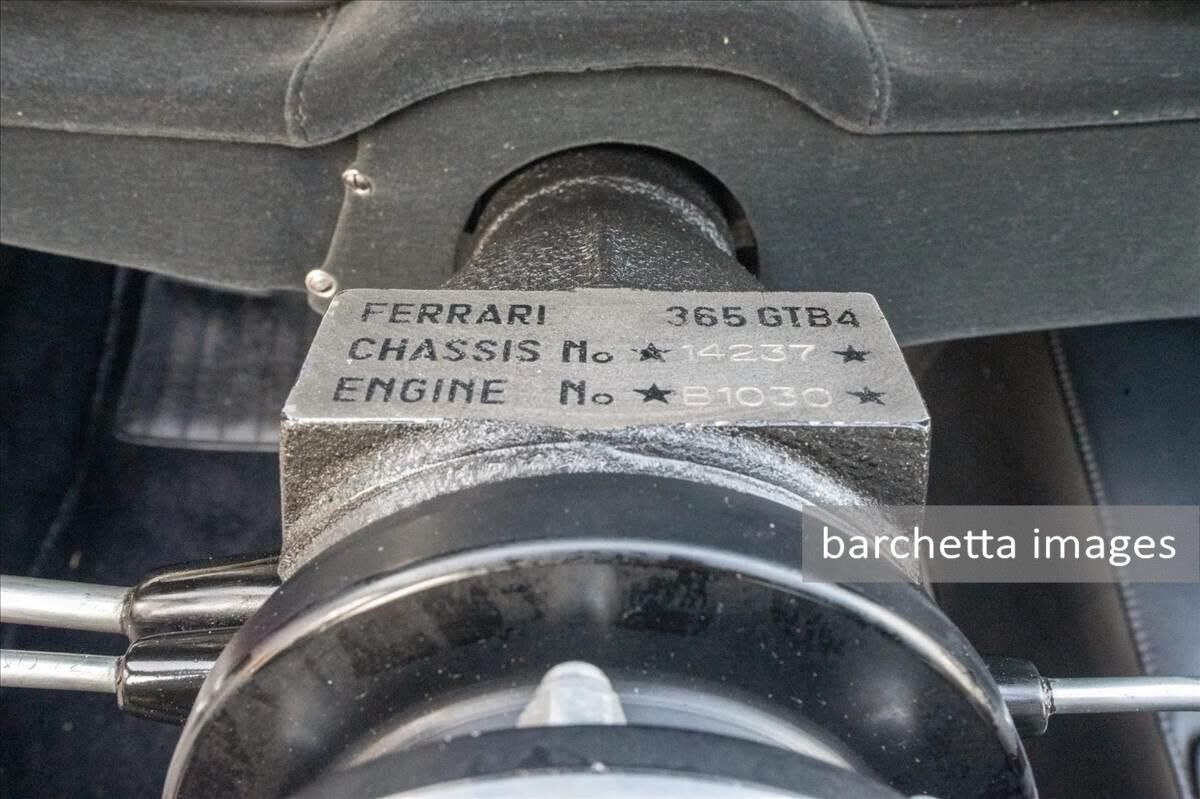 FERRARI 365 GTB4
CHASSIS No ★ 14237 ★
ENGINE No ★ B1030 ★
barchetta images